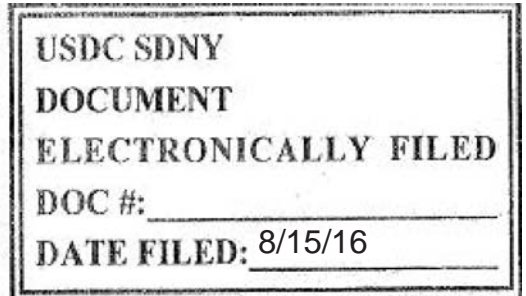 USDC SDNY
DOCUMENT
ELECTRONICALLY FILED
DOC #:
DATE FILED: 8/15/16